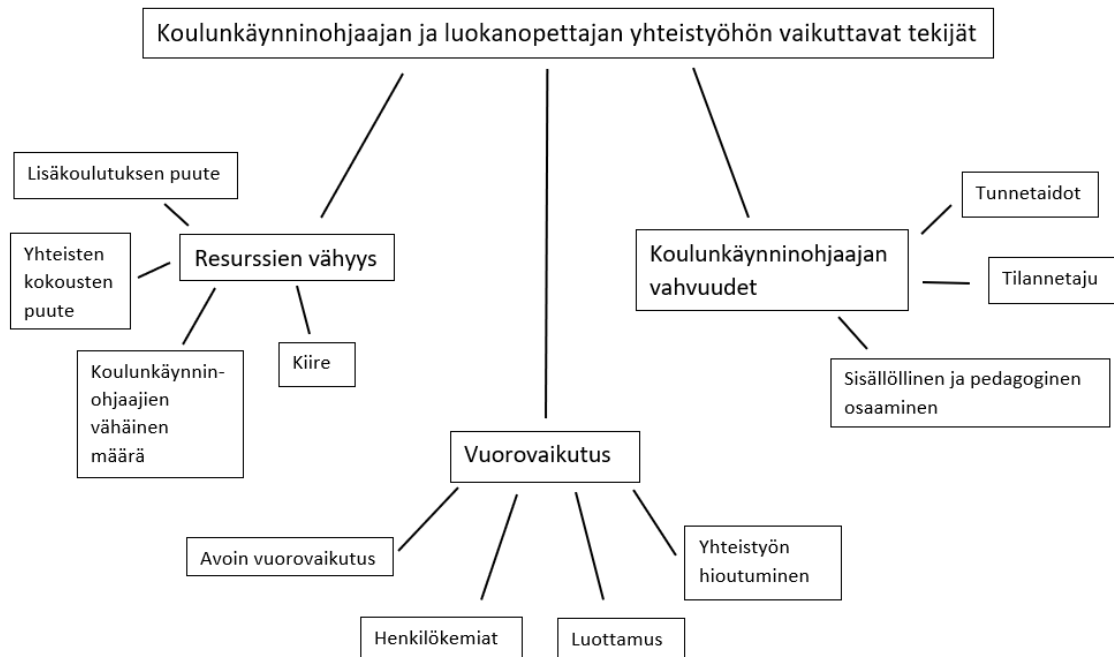 Koulunkäynninohjaajan ja luokanopettajan yhteistyöhön vaikuttavat tekijät
Lisäkoulutuksen puute
Yhteisten
kokousten
puute
Resurssien vähyys
Koulunkäynnin-
ohjaajien
vähäinen
määrä
Kiire
Koulunkäynninohjaajan
vahvuudet
Tunnetaidot
Tilannetaju
Sisällöllinen ja pedagoginen
osaaminen
Vuorovaikutus
Avoin vuorovaikutus
Henkilökemiat
Luottamus
Yhteistyön
hioutuminen